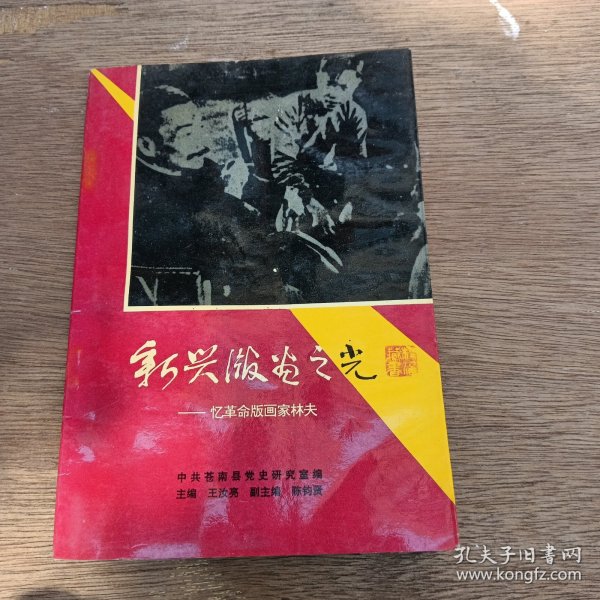 新兴版画之光
——忆革命版画家林夫
中共苍南县党史研究室编
主编 王汝亮 副主编 陈钧贤
孔夫子旧书网
www.kongfz.com